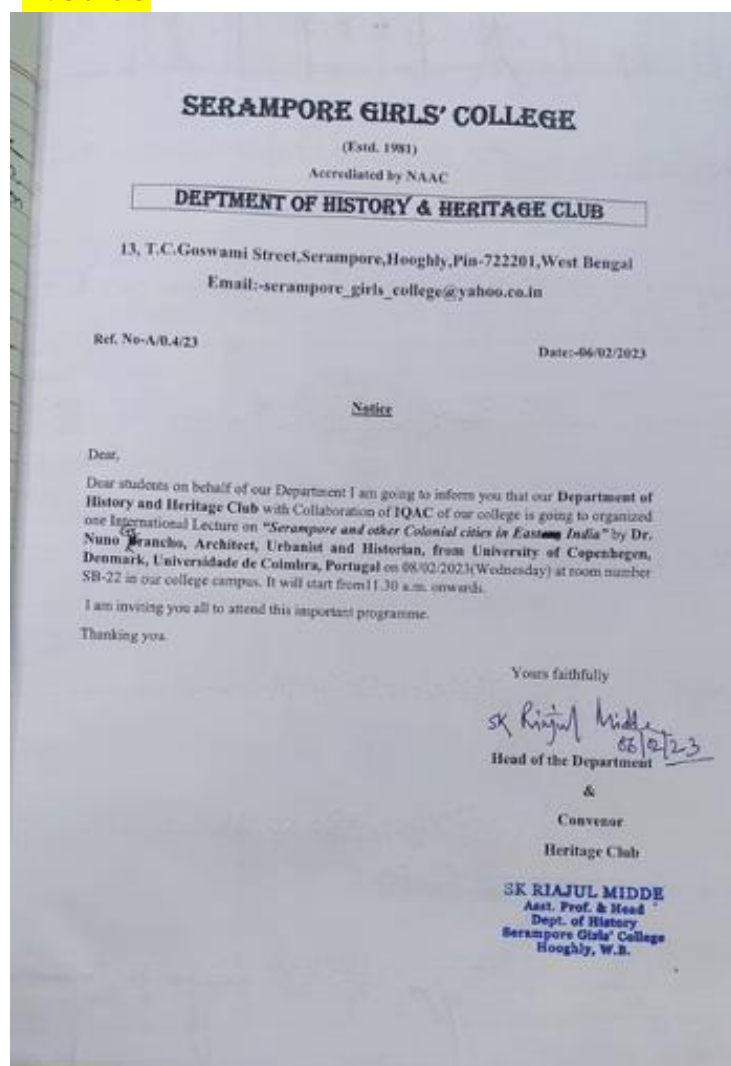 SERAMPORE GIRLS' COLLEGE
(Estd. 1981)
Accrediated by NAAC
DEPTMENT OF HISTORY & HERITAGE CLUB
13, T.C.Goswami Street,Serampore,Hooghly,Pin-722201,West Bengal
Email:-serampore_girls_college@yahoo.co.in
Ref. No-A/0.4/23
Date:-06/02/2023
Notice
Dear,
Dear students on behalf of our Department I am going to inform you that our Department of
History and Heritage Club with Collaboration of IQAC of our college is going to organized
one International Lecture on "Serampore and other Colonial cities in Eastern India" by Dr.
Nuno Grancho, Architect, Urbanist and Historian, from University of Copenhegen,
Denmark, Universidade de Coimbra, Portugal on 08/02/2023(Wednesday) at room number
SB-22 in our college campus. It will start from11.30 a.m. onwards.
I am inviting you all to attend this important programme.
Thanking you.
Yours faithfully
SK Riajul Midde
06/02/23
Head of the Department
&
Convenor
Heritage Club
SK RIAJUL MIDDE
Asst. Prof. & Head
Dept. of History
Serampore Girls' College
Hooghly, W.B.